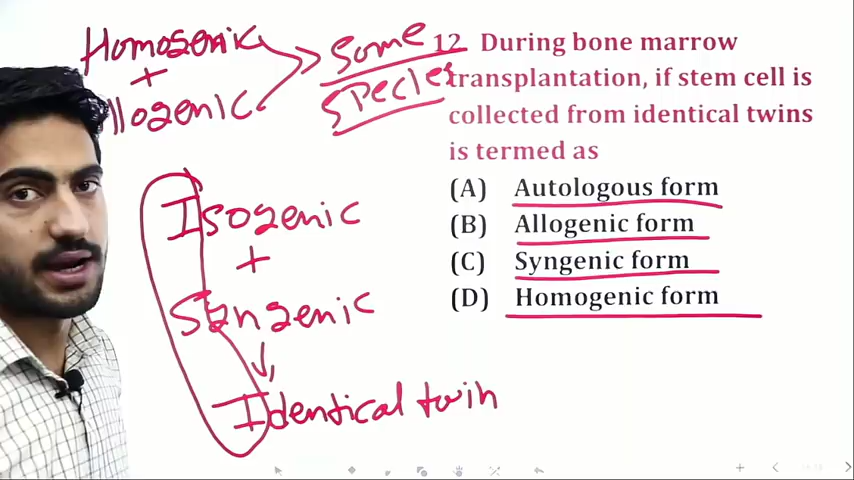 Homogenic
+
llogenic
Some
species
Isogenic
+
Syngenic
Identical twin
12 During bone marrow
transplantation, if stem cell is
collected from identical twins
is termed as
(A) Autologous form
(B) Allogenic form
(C) Syngenic form
(D) Homogenic form